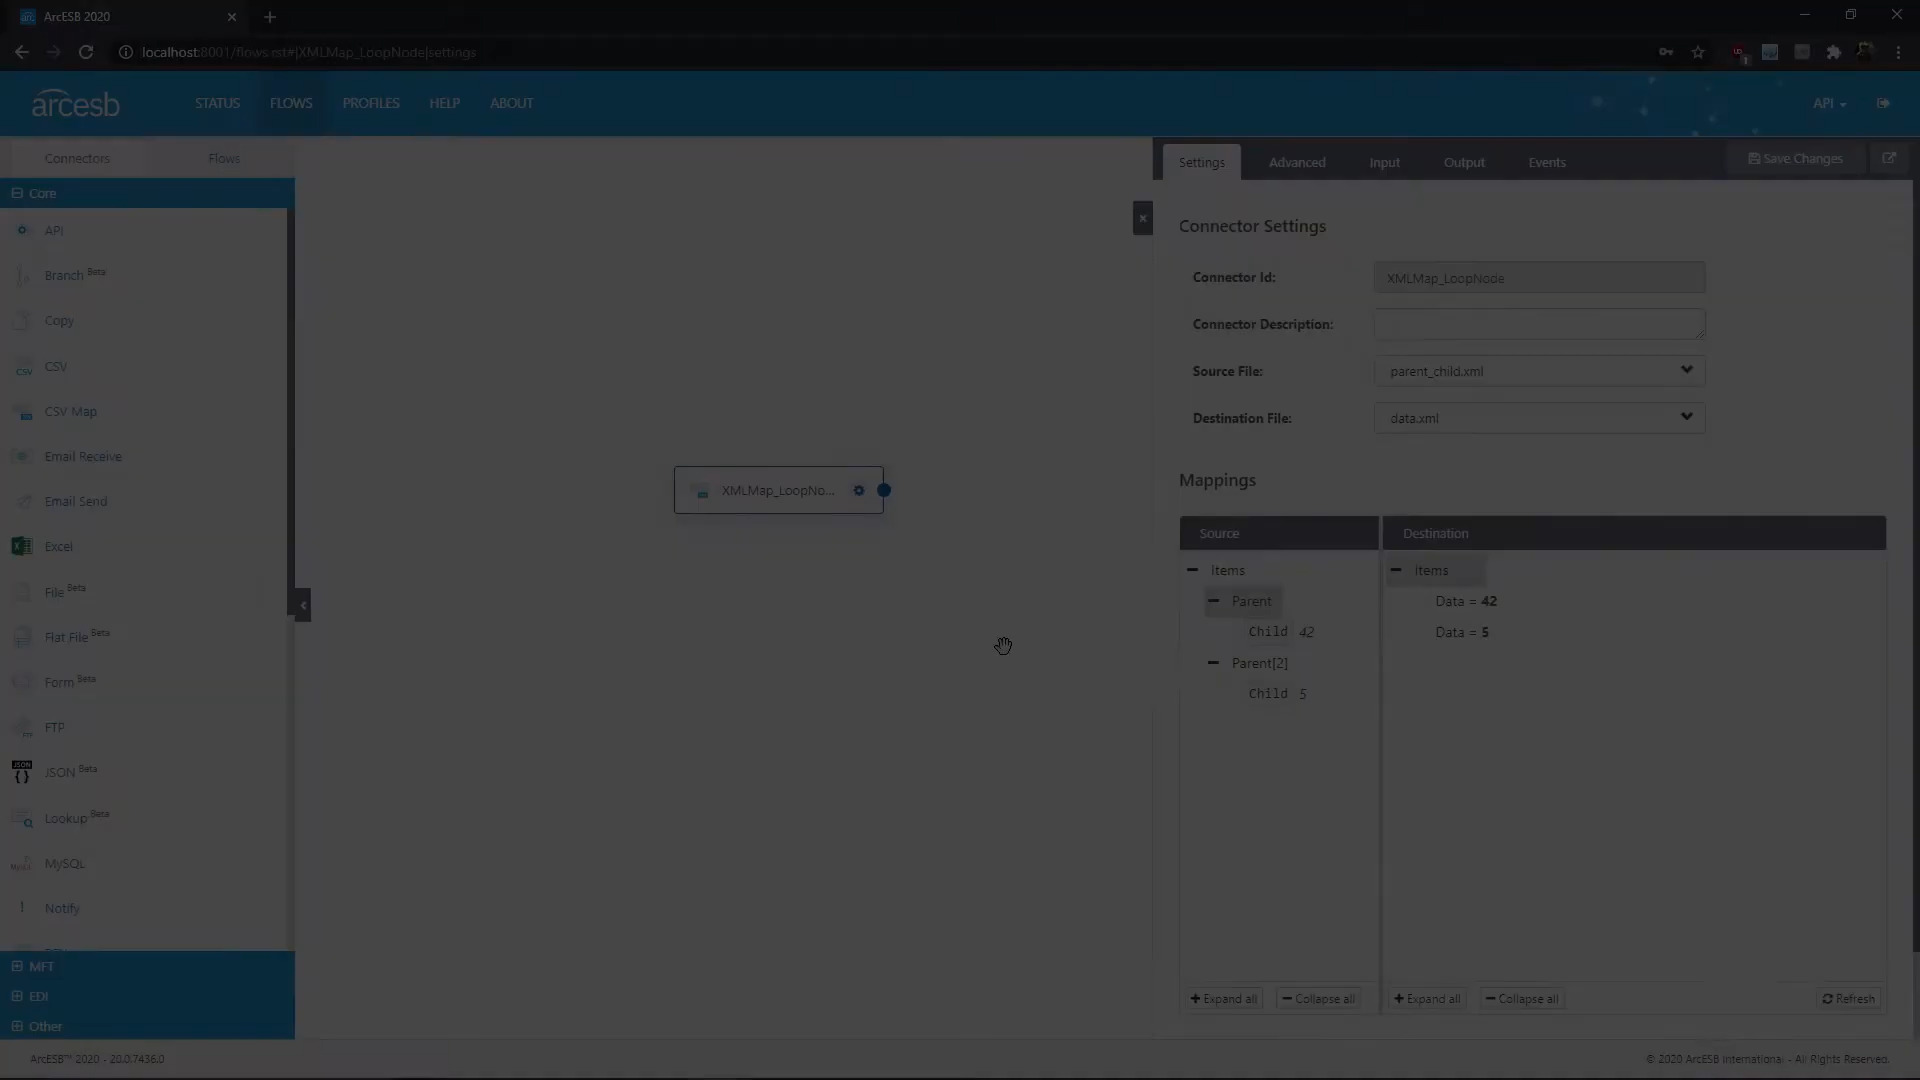 ArcESB 2020
localhost:8001/flows.rst#|XMLMap_LoopNode|settings
arcesb
STATUS
FLOWS
PROFILES
HELP
ABOUT
API
Connectors
Flows
Core
API
Branch Beta
Copy
CSV
CSV Map
Email Receive
Email Send
Excel
File Beta
Flat File Beta
Form Beta
FTP
JSON Beta
Lookup Beta
MySQL
Notify
MFT
EDI
Other
XMLMap_LoopNo...
Settings
Advanced
Input
Output
Events
Save Changes
Connector Settings
Connector Id:
XMLMap_LoopNode
Connector Description:
Source File:
parent_child.xml
Destination File:
data.xml
Mappings
Source
Destination
Items
Parent
Child 42
Parent[2]
Child 5
Items
Data = 42
Data = 5
Expand all
Collapse all
Expand all
Collapse all
Refresh
ArcESB™ 2020 - 20.0.7436.0
© 2020 ArcESB International - All Rights Reserved.